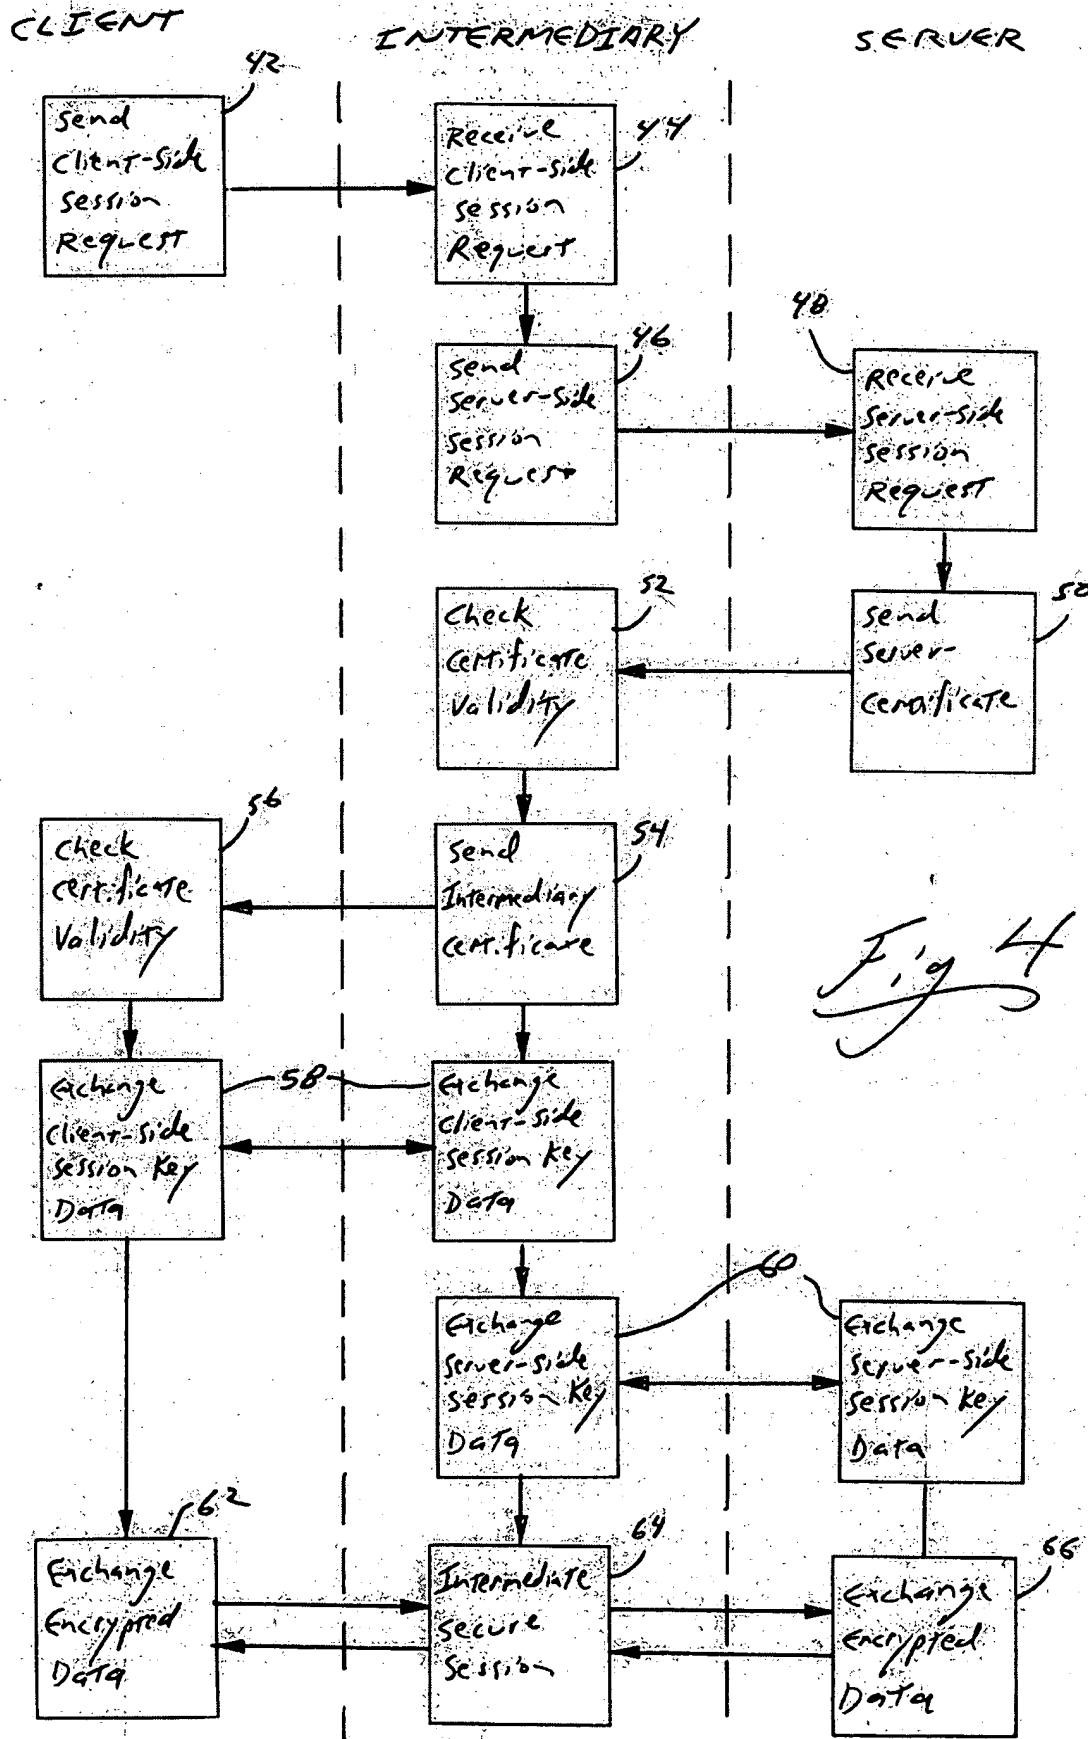 CLIENT
INTERMEDIARY
SERVER
42
Send
Client-Side
Session
Request
44
Receive
Client-side
Session
Request
46
Send
Server-Side
Session
Request
48
Receive
Server-side
Session
Request
50
Send
Server-
Certificate
52
Check
Certificate
Validity
54
Send
Intermediary
Certificate
56
Check
Certificate
Validity
Fig 4
58
Exchange
Client-Side
Session Key
Data
Exchange
Client-Side
Session Key
Data
60
Exchange
Server-Side
Session Key
Data
Exchange
Server-Side
Session Key
Data
62
Exchange
Encrypted
Data
64
Intermediate
Secure
Session
66
Exchange
Encrypted
Data